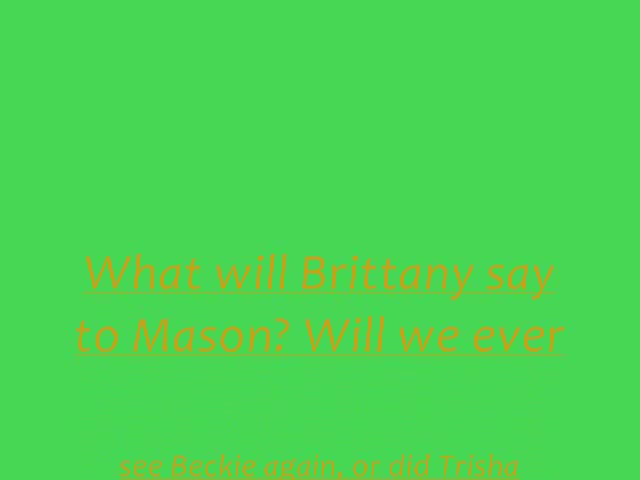 What will Brittany say
to Mason? Will we ever
see Beckie again, or did Trisha